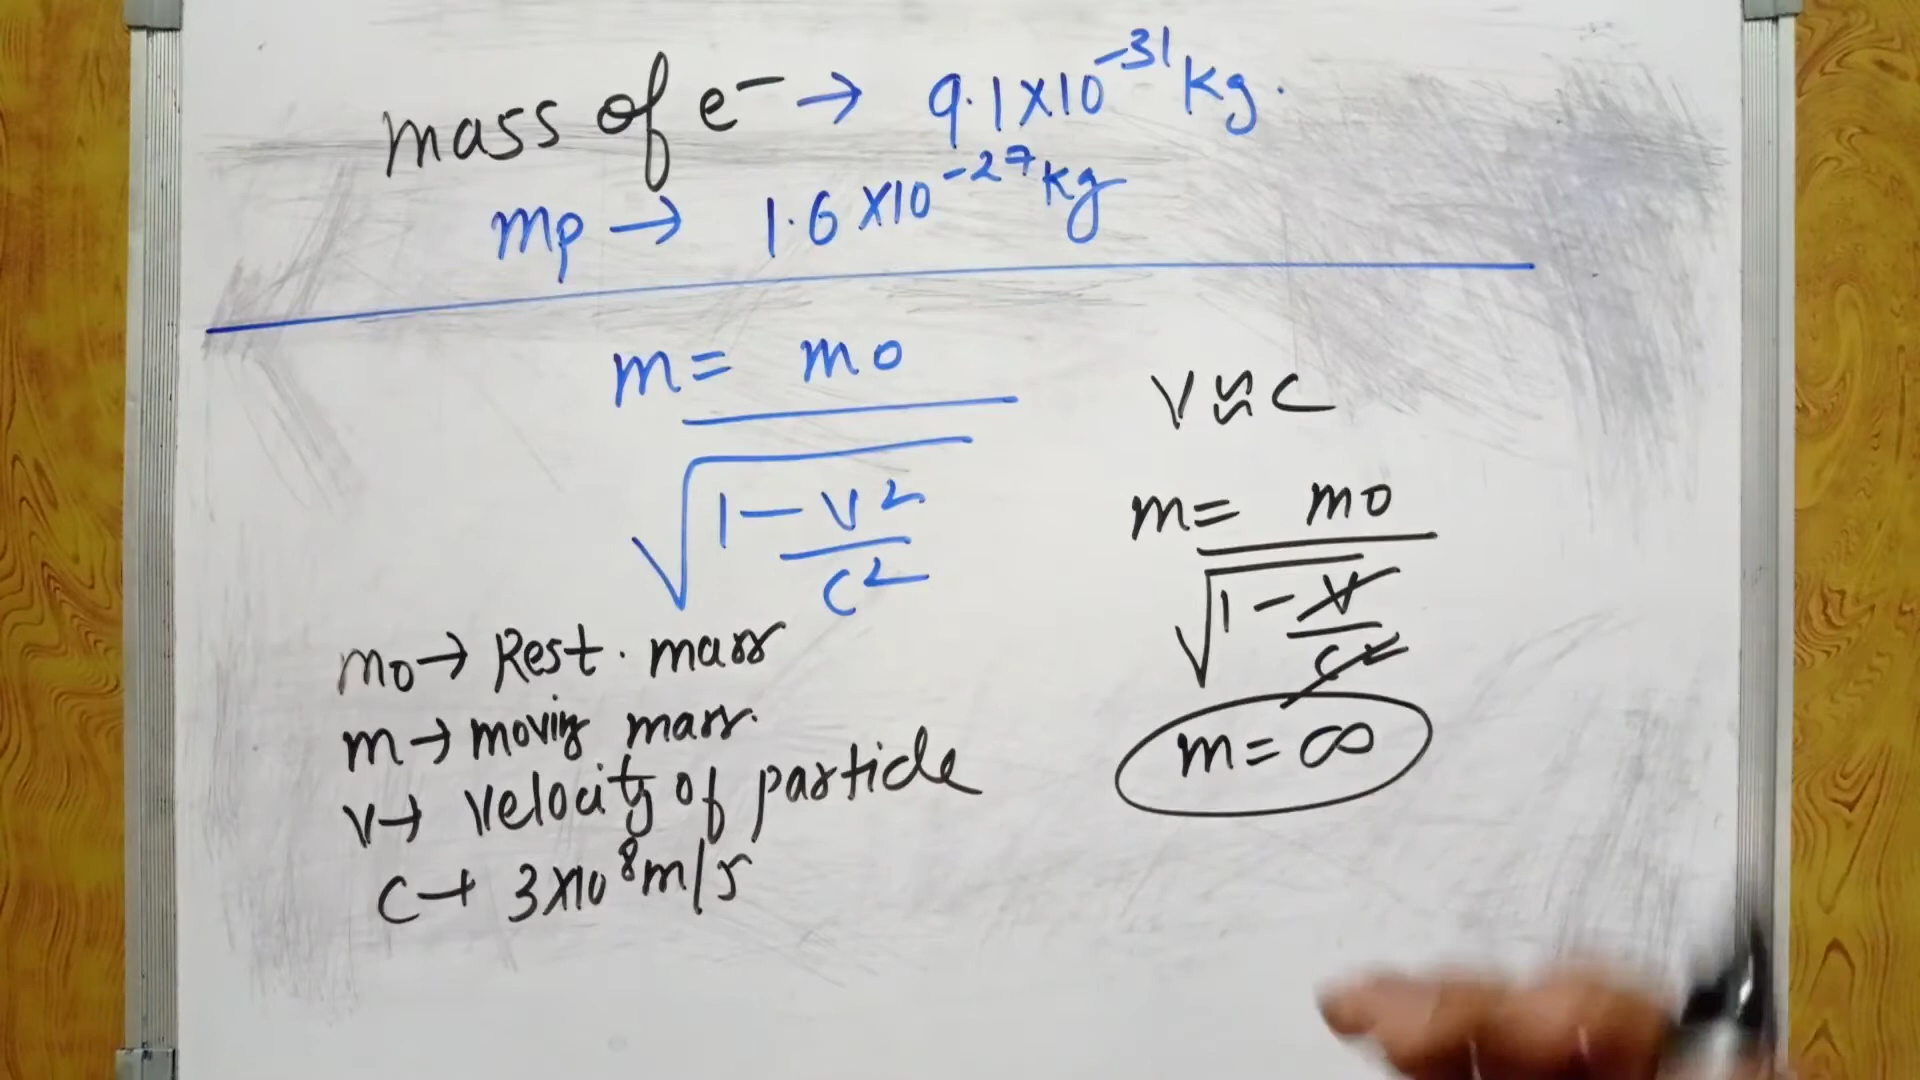 mass of e⁻ → 9.1×10⁻³¹ kg.
mp → 1.6×10⁻²⁷ kg
m = mo
√1 - v²
c²
v ≈ c
m = mo
√1 - v
c²
m = ∞
mo → Rest. mass
m → moving mass.
v → velocity of particle
c → 3×10⁸ m/s